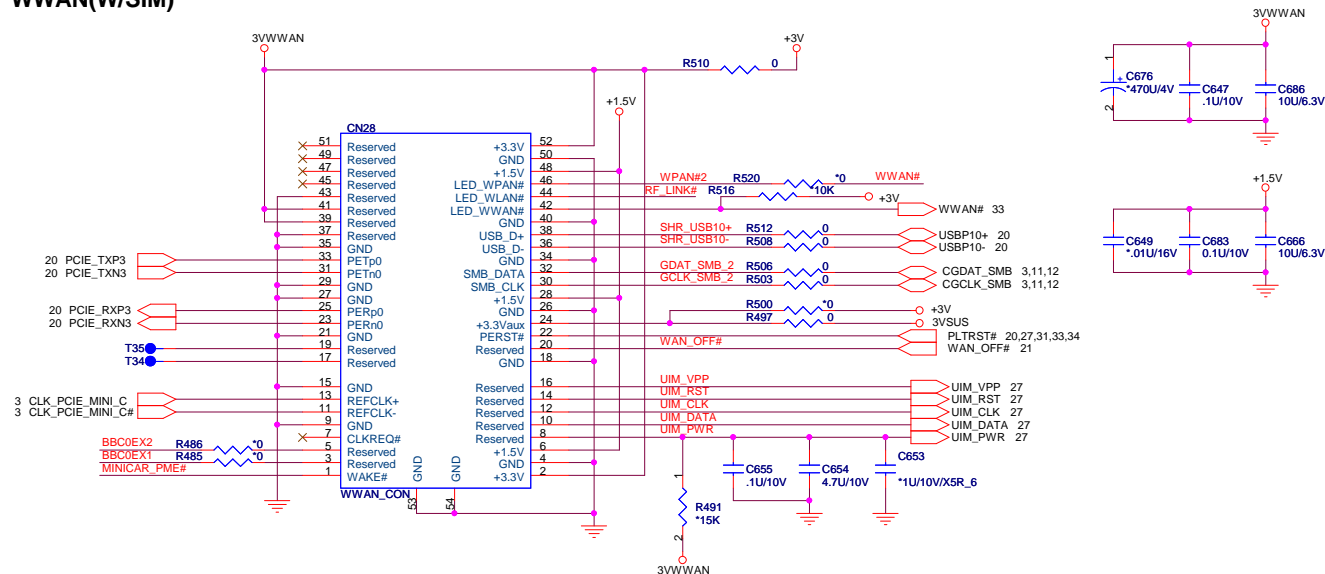 WWAN(W/SIM)
3VWWAN
+3V
R510 0
+1.5V
CN28
51 Reserved +3.3V 52
49 Reserved GND 50
47 Reserved +1.5V 48
45 Reserved LED_WPAN# 46 WPAN#2 R520 *0 WWAN#
43 Reserved LED_WLAN# 44 RF_LINK# R516 *10K +3V
41 Reserved LED_WWAN# 42 WWAN# 33
39 Reserved GND 40
37 Reserved USB_D+ 38 SHR_USB10+ R512 0 USBP10+ 20
35 GND USB_D- 36 SHR_USB10- R508 0 USBP10- 20
20 PCIE_TXP3 33 PETp0 GND 34
20 PCIE_TXN3 31 PETn0 SMB_DATA 32 GDAT_SMB_2 R506 0 CGDAT_SMB 3,11,12
29 GND SMB_CLK 30 GCLK_SMB_2 R503 0 CGCLK_SMB 3,11,12
27 GND +1.5V 28
20 PCIE_RXP3 25 PERp0 GND 26 R500 *0 +3V
20 PCIE_RXN3 23 PERn0 +3.3Vaux 24 R497 0 3VSUS
21 GND PERST# 22 PLTRST# 20,27,31,33,34
T35 19 Reserved Reserved 20 WAN_OFF# WAN_OFF# 21
T34 17 Reserved GND 18
15 GND Reserved 16 UIM_VPP UIM_VPP 27
3 CLK_PCIE_MINI_C 13 REFCLK+ Reserved 14 UIM_RST UIM_RST 27
3 CLK_PCIE_MINI_C# 11 REFCLK- Reserved 12 UIM_CLK UIM_CLK 27
9 GND Reserved 10 UIM_DATA UIM_DATA 27
7 CLKREQ# Reserved 8 UIM_PWR UIM_PWR 27
BBC0EX2 R486 *0 5 Reserved +1.5V 6
BBC0EX1 R485 *0 3 Reserved GND 4
MINICAR_PME# 1 WAKE# +3.3V 2
GND GND
WWAN_CON
53 54
C655
.1U/10V
C654
4.7U/10V
C653
*1U/10V/X5R_6
1
R491
*15K
2
3VWWAN
3VWWAN
1
+
C676
*470U/4V
2
C647
.1U/10V
C686
10U/6.3V
+1.5V
C649
*.01U/16V
C683
0.1U/10V
C666
10U/6.3V